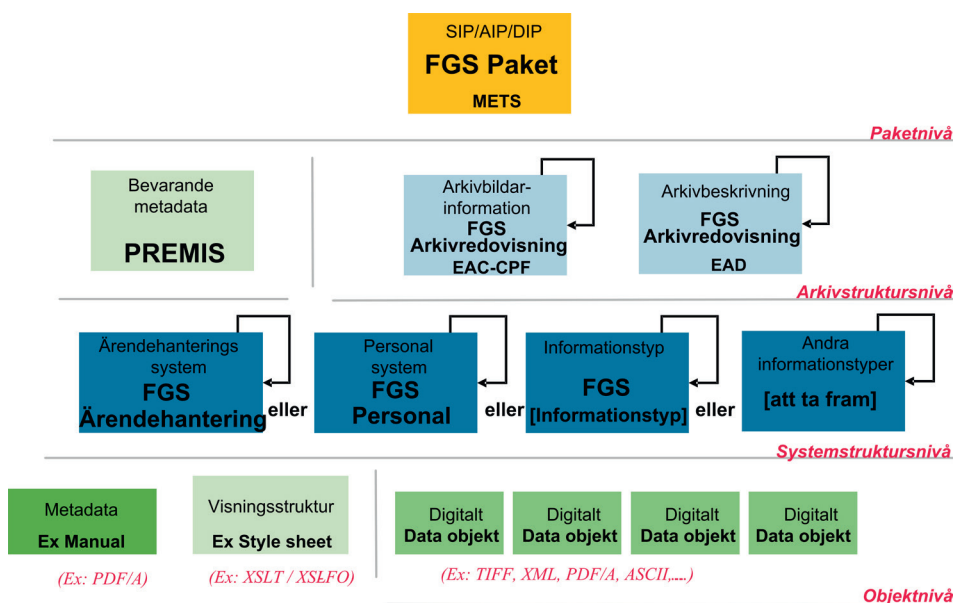 SIP/AIP/DIP
FGS Paket
METS
Paketnivå
Bevarande
metadata
PREMIS
Arkivbildar-
information
FGS
Arkivredovisning
EAC-CPF
Arkivbeskrivning
FGS
Arkivredovisning
EAD
Arkivstruktursnivå
Ärendehanterings
system
FGS
Ärendehantering
eller
Personal
system
FGS
Personal
eller
Informationstyp
FGS
[Informationstyp]
eller
Andra
informationstyper
[att ta fram]
Systemstruktursnivå
Metadata
Ex Manual
(Ex: PDF/A)
Visningsstruktur
Ex Style sheet
(Ex: XSLT / XSLFO)
Digitalt
Data objekt
Digitalt
Data objekt
Digitalt
Data objekt
Digitalt
Data objekt
(Ex: TIFF, XML, PDF/A, ASCII,.....)
Objektnivå